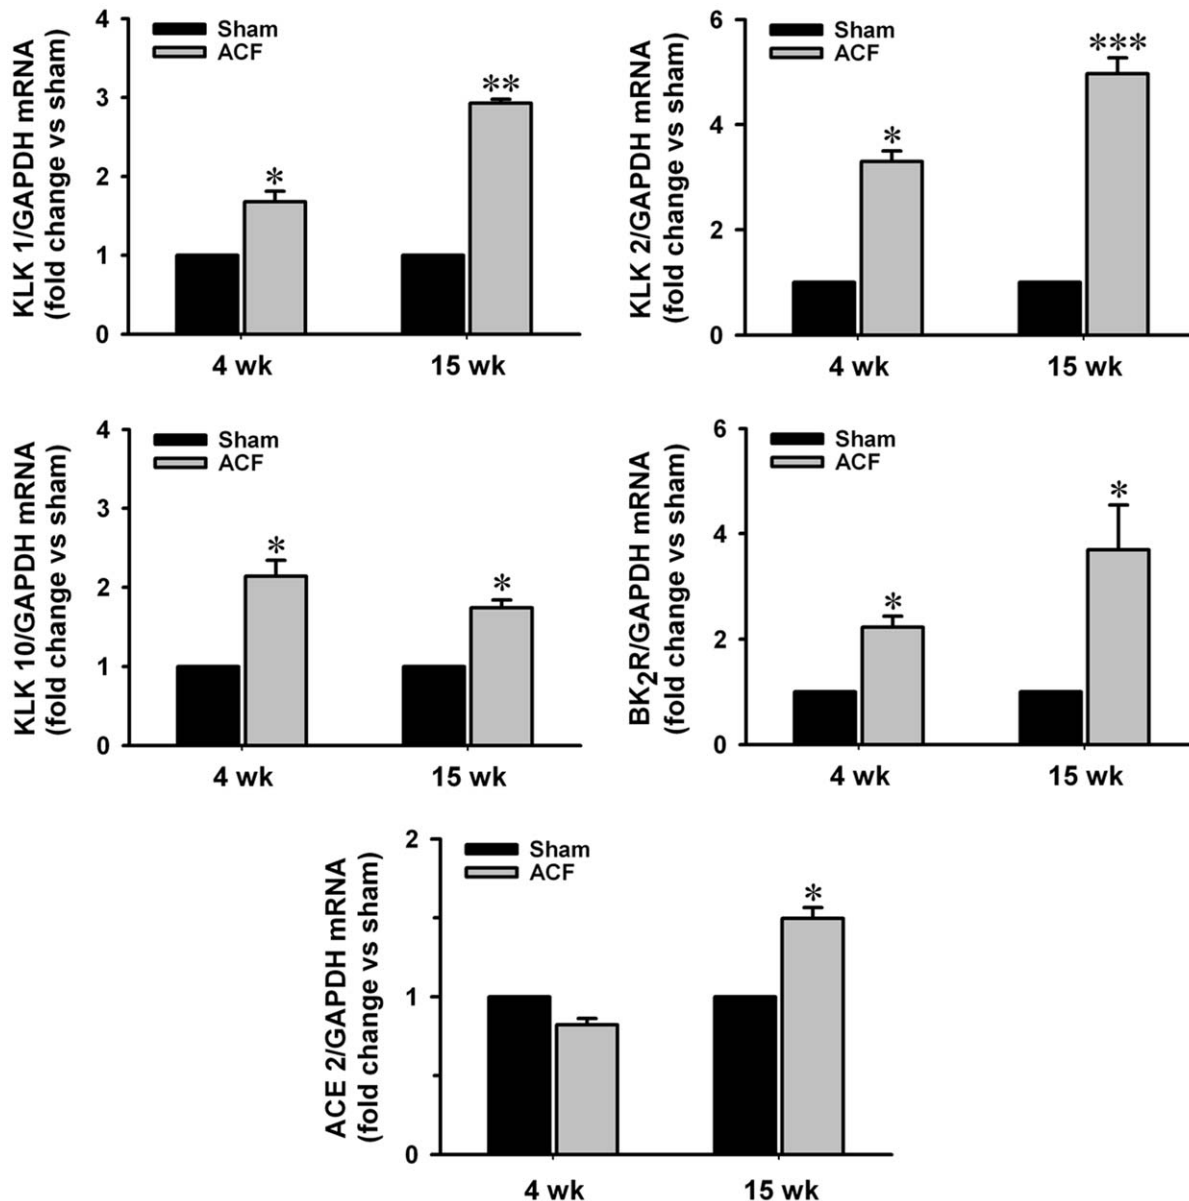 KLK 1/GAPDH mRNA
(fold change vs sham)
4
3
2
1
0
Sham
ACF
*
**
4 wk
15 wk
KLK 2/GAPDH mRNA
(fold change vs sham)
6
4
2
0
Sham
ACF
*
***
4 wk
15 wk
KLK 10/GAPDH mRNA
(fold change vs sham)
4
3
2
1
0
Sham
ACF
*
*
4 wk
15 wk
BK₂R/GAPDH mRNA
(fold change vs sham)
6
4
2
0
Sham
ACF
*
*
4 wk
15 wk
ACE 2/GAPDH mRNA
(fold change vs sham)
2
1
0
Sham
ACF
*
4 wk
15 wk